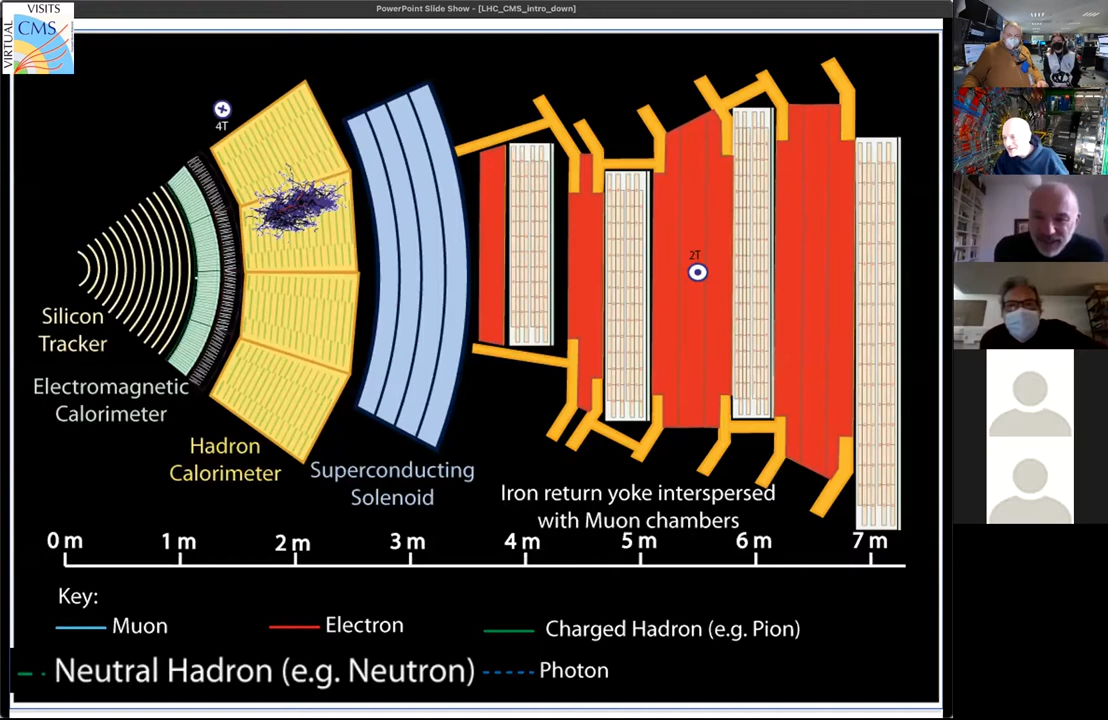 PowerPoint Slide Show - [LHC_CMS_intro_down]
VISITS
CMS
VIRTUAL
4T
2T
Silicon
Tracker
Electromagnetic
Calorimeter
Hadron
Calorimeter
Superconducting
Solenoid
Iron return yoke interspersed
with Muon chambers
0 m 1 m 2 m 3 m 4 m 5 m 6 m 7 m
Key:
Muon Electron Charged Hadron (e.g. Pion)
Neutral Hadron (e.g. Neutron) Photon